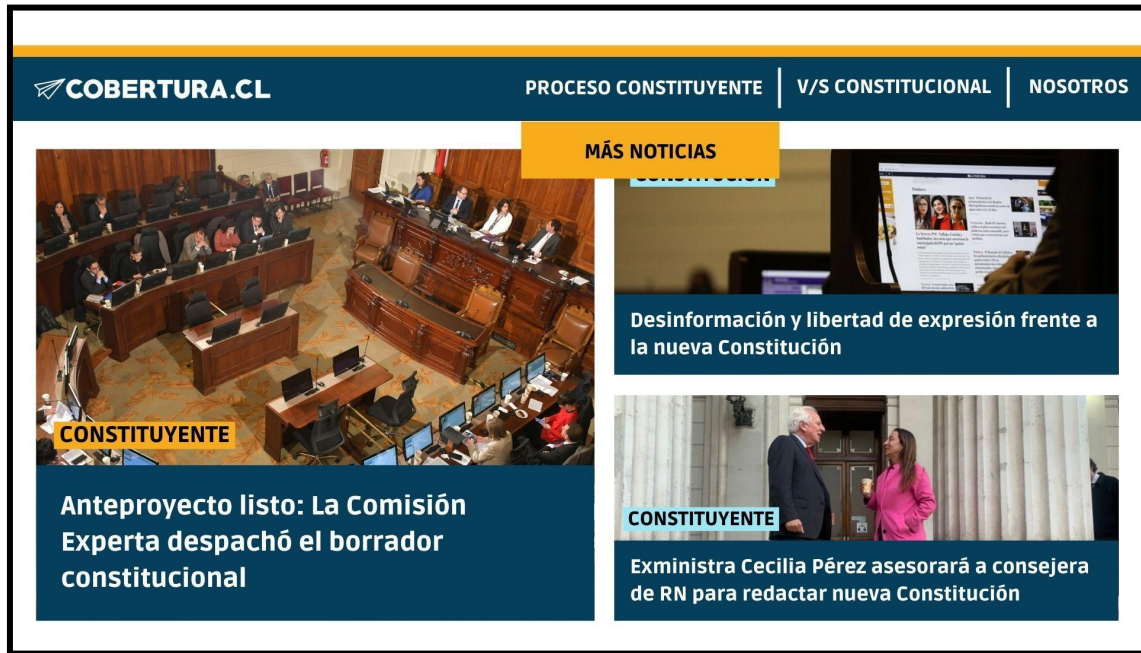 COBERTURA.CL
PROCESO CONSTITUYENTE
V/S CONSTITUCIONAL
NOSOTROS
MÁS NOTICIAS
CONSTITUYENTE
Anteproyecto listo: La Comisión
Experta despachó el borrador
constitucional
CONSTITUCIÓN
Desinformación y libertad de expresión frente a
la nueva Constitución
CONSTITUYENTE
Exministra Cecilia Pérez asesorará a consejera
de RN para redactar nueva Constitución